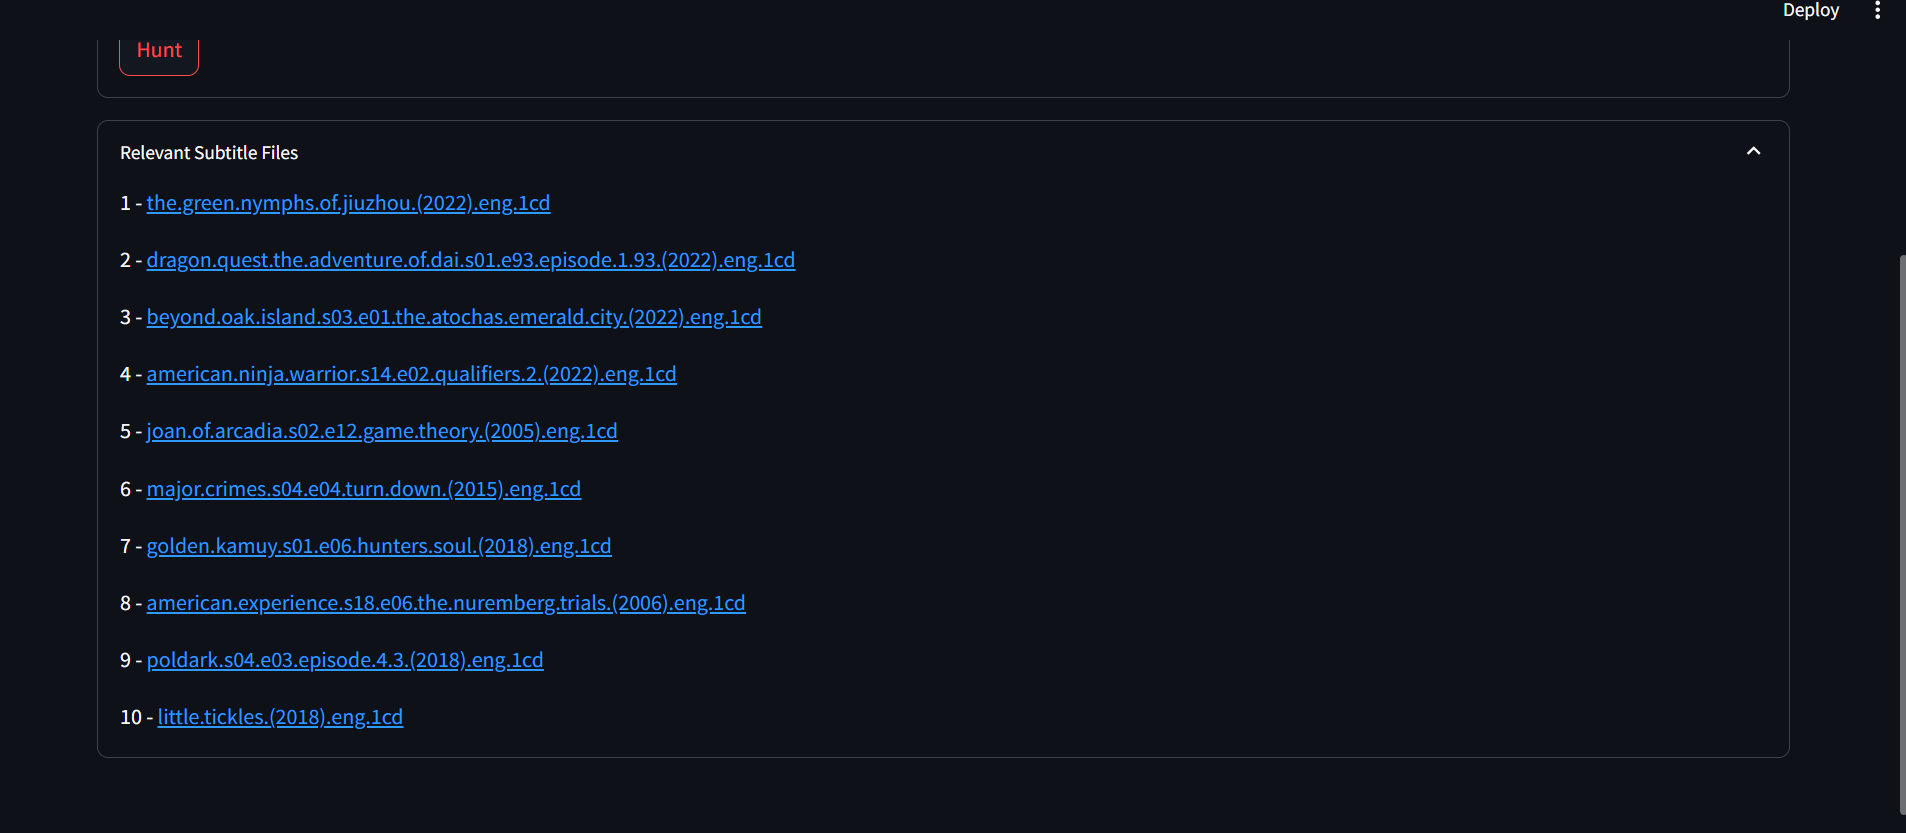 Deploy
Hunt
Relevant Subtitle Files
1 - the.green.nymphs.of.jiuzhou.(2022).eng.1cd
2 - dragon.quest.the.adventure.of.dai.s01.e93.episode.1.93.(2022).eng.1cd
3 - beyond.oak.island.s03.e01.the.atochas.emerald.city.(2022).eng.1cd
4 - american.ninja.warrior.s14.e02.qualifiers.2.(2022).eng.1cd
5 - joan.of.arcadia.s02.e12.game.theory.(2005).eng.1cd
6 - major.crimes.s04.e04.turn.down.(2015).eng.1cd
7 - golden.kamuy.s01.e06.hunters.soul.(2018).eng.1cd
8 - american.experience.s18.e06.the.nuremberg.trials.(2006).eng.1cd
9 - poldark.s04.e03.episode.4.3.(2018).eng.1cd
10 - little.tickles.(2018).eng.1cd